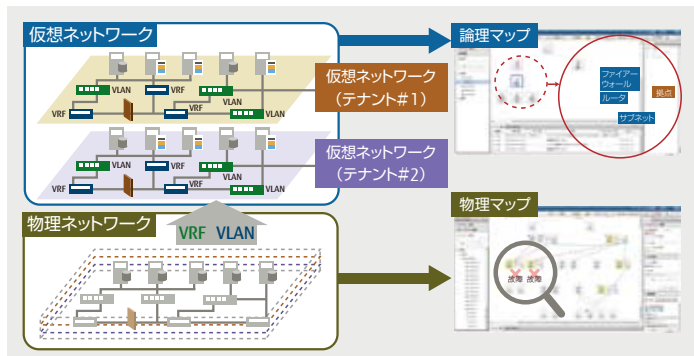 仮想ネットワーク
VLAN
VRF
VRF
VLAN
VRF
VLAN
仮想ネットワーク
(テナント#1)
VLAN
VRF
VRF
VLAN
VRF
VLAN
仮想ネットワーク
(テナント#2)
物理ネットワーク
VRF VLAN
論理マップ
ファイアー
ウォール
ルータ
拠点
サブネット
物理マップ
故障 故障